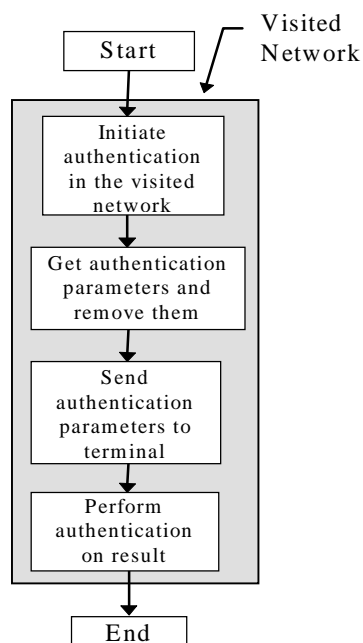 Visited
Network
Start
Initiate
authentication
in the visited
network
Get authentication
parameters and
remove them
Send
authentication
parameters to
terminal
Perform
authentication
on result
End